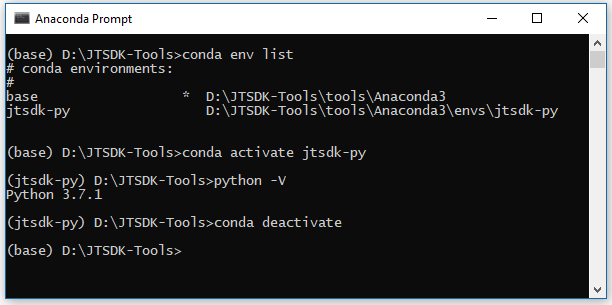 Anaconda Prompt
(base) D:\JTSDK-Tools>conda env list
# conda environments:
#
base                  *  D:\JTSDK-Tools\tools\Anaconda3
jtsdk-py                 D:\JTSDK-Tools\tools\Anaconda3\envs\jtsdk-py
(base) D:\JTSDK-Tools>conda activate jtsdk-py
(jtsdk-py) D:\JTSDK-Tools>python -V
Python 3.7.1
(jtsdk-py) D:\JTSDK-Tools>conda deactivate
(base) D:\JTSDK-Tools>